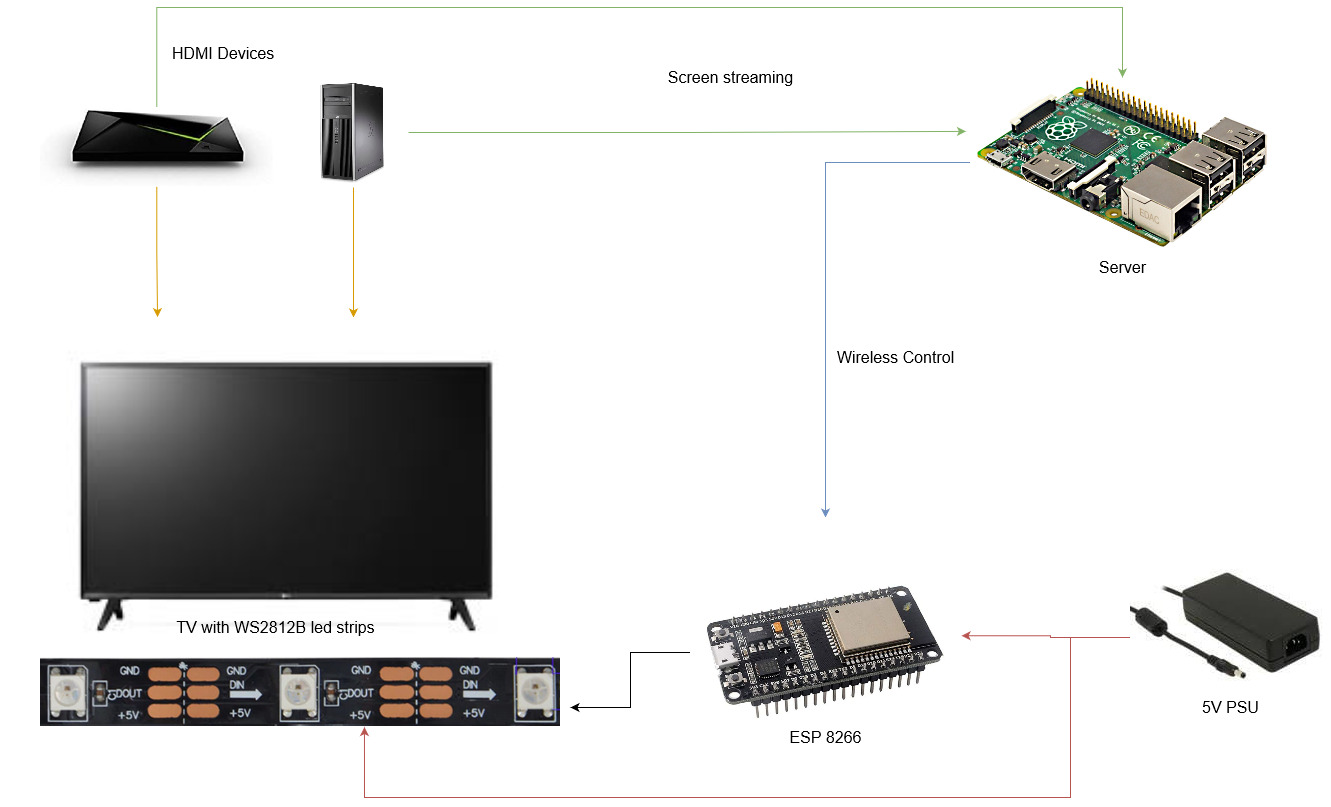 HDMI Devices
Screen streaming
EDAC
Server
Wireless Control
TV with WS2812B led strips
GND GND GND GND
DOUT DIN DOUT DIN
+5V +5V +5V +5V
ESP 8266
5V PSU